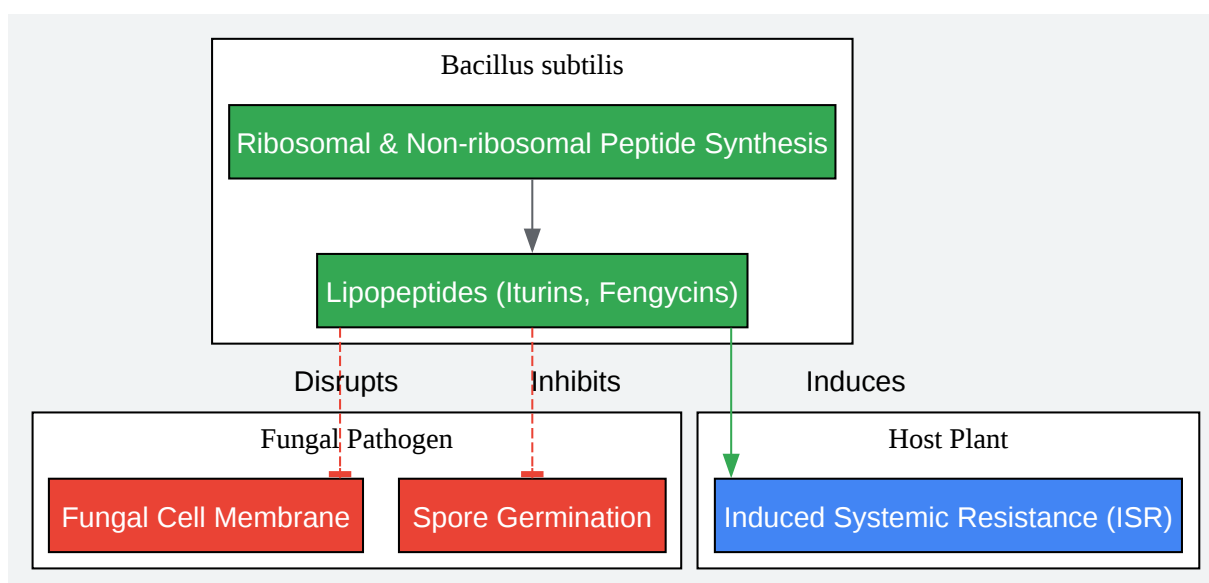 Bacillus subtilis
Ribosomal & Non-ribosomal Peptide Synthesis
Lipopeptides (Iturins, Fengycins)
Disrupts
Inhibits
Induces
Fungal Pathogen
Host Plant
Fungal Cell Membrane
Spore Germination
Induced Systemic Resistance (ISR)